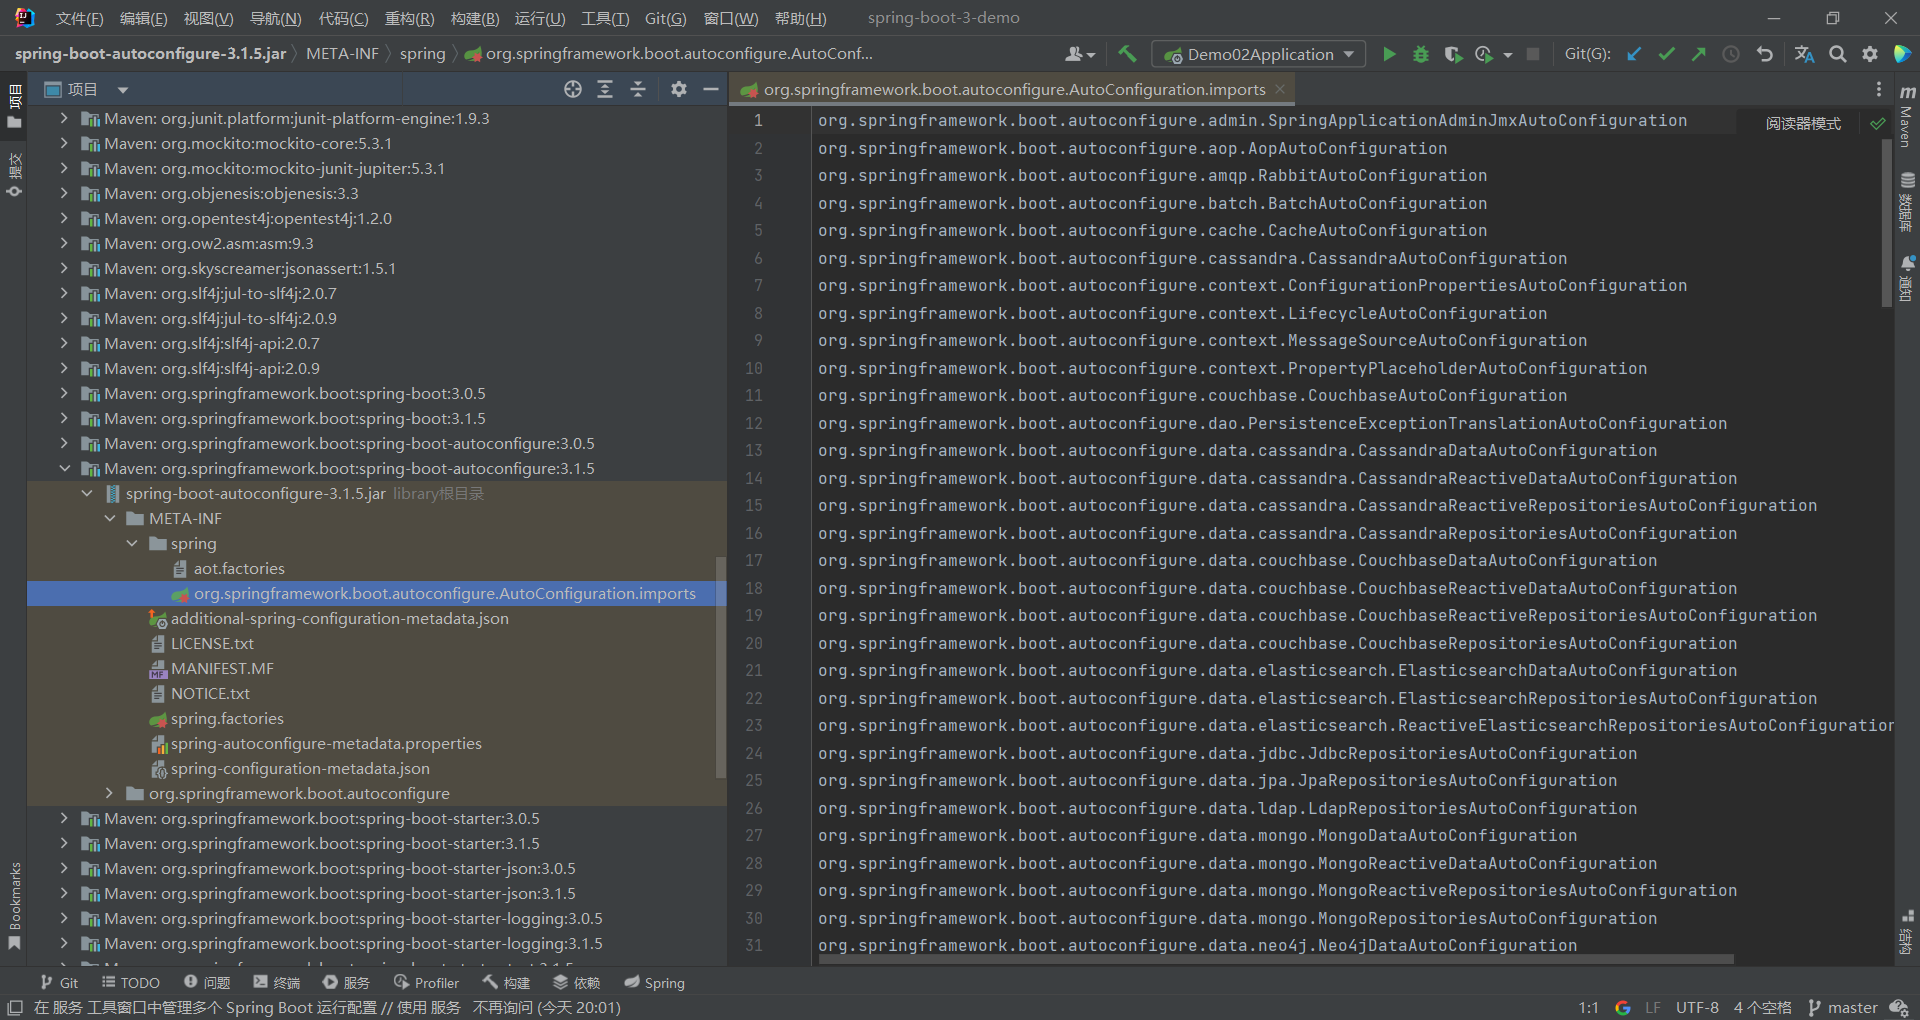 文件(F) 编辑(E) 视图(V) 导航(N) 代码(C) 重构(R) 构建(B) 运行(U) 工具(T) Git(G) 窗口(W) 帮助(H) spring-boot-3-demo
spring-boot-autoconfigure-3.1.5.jar META-INF spring org.springframework.boot.autoconfigure.AutoConf... Demo02Application Git(G):
项目
提交
Bookmarks
项目
Maven: org.junit.platform:junit-platform-engine:1.9.3
Maven: org.mockito:mockito-core:5.3.1
Maven: org.mockito:mockito-junit-jupiter:5.3.1
Maven: org.objenesis:objenesis:3.3
Maven: org.opentest4j:opentest4j:1.2.0
Maven: org.ow2.asm:asm:9.3
Maven: org.skyscreamer:jsonassert:1.5.1
Maven: org.slf4j:jul-to-slf4j:2.0.7
Maven: org.slf4j:jul-to-slf4j:2.0.9
Maven: org.slf4j:slf4j-api:2.0.7
Maven: org.slf4j:slf4j-api:2.0.9
Maven: org.springframework.boot:spring-boot:3.0.5
Maven: org.springframework.boot:spring-boot:3.1.5
Maven: org.springframework.boot:spring-boot-autoconfigure:3.0.5
Maven: org.springframework.boot:spring-boot-autoconfigure:3.1.5
spring-boot-autoconfigure-3.1.5.jar library根目录
META-INF
spring
aot.factories
org.springframework.boot.autoconfigure.AutoConfiguration.imports
additional-spring-configuration-metadata.json
LICENSE.txt
MANIFEST.MF
NOTICE.txt
spring.factories
spring-autoconfigure-metadata.properties
spring-configuration-metadata.json
org.springframework.boot.autoconfigure
Maven: org.springframework.boot:spring-boot-starter:3.0.5
Maven: org.springframework.boot:spring-boot-starter:3.1.5
Maven: org.springframework.boot:spring-boot-starter-json:3.0.5
Maven: org.springframework.boot:spring-boot-starter-json:3.1.5
Maven: org.springframework.boot:spring-boot-starter-logging:3.0.5
Maven: org.springframework.boot:spring-boot-starter-logging:3.1.5
org.springframework.boot.autoconfigure.AutoConfiguration.imports
阅读器模式
1 org.springframework.boot.autoconfigure.admin.SpringApplicationAdminJmxAutoConfiguration
2 org.springframework.boot.autoconfigure.aop.AopAutoConfiguration
3 org.springframework.boot.autoconfigure.amqp.RabbitAutoConfiguration
4 org.springframework.boot.autoconfigure.batch.BatchAutoConfiguration
5 org.springframework.boot.autoconfigure.cache.CacheAutoConfiguration
6 org.springframework.boot.autoconfigure.cassandra.CassandraAutoConfiguration
7 org.springframework.boot.autoconfigure.context.ConfigurationPropertiesAutoConfiguration
8 org.springframework.boot.autoconfigure.context.LifecycleAutoConfiguration
9 org.springframework.boot.autoconfigure.context.MessageSourceAutoConfiguration
10 org.springframework.boot.autoconfigure.context.PropertyPlaceholderAutoConfiguration
11 org.springframework.boot.autoconfigure.couchbase.CouchbaseAutoConfiguration
12 org.springframework.boot.autoconfigure.dao.PersistenceExceptionTranslationAutoConfiguration
13 org.springframework.boot.autoconfigure.data.cassandra.CassandraDataAutoConfiguration
14 org.springframework.boot.autoconfigure.data.cassandra.CassandraReactiveDataAutoConfiguration
15 org.springframework.boot.autoconfigure.data.cassandra.CassandraReactiveRepositoriesAutoConfiguration
16 org.springframework.boot.autoconfigure.data.cassandra.CassandraRepositoriesAutoConfiguration
17 org.springframework.boot.autoconfigure.data.couchbase.CouchbaseDataAutoConfiguration
18 org.springframework.boot.autoconfigure.data.couchbase.CouchbaseReactiveDataAutoConfiguration
19 org.springframework.boot.autoconfigure.data.couchbase.CouchbaseReactiveRepositoriesAutoConfiguration
20 org.springframework.boot.autoconfigure.data.couchbase.CouchbaseRepositoriesAutoConfiguration
21 org.springframework.boot.autoconfigure.data.elasticsearch.ElasticsearchDataAutoConfiguration
22 org.springframework.boot.autoconfigure.data.elasticsearch.ElasticsearchRepositoriesAutoConfiguration
23 org.springframework.boot.autoconfigure.data.elasticsearch.ReactiveElasticsearchRepositoriesAutoConfiguration
24 org.springframework.boot.autoconfigure.data.jdbc.JdbcRepositoriesAutoConfiguration
25 org.springframework.boot.autoconfigure.data.jpa.JpaRepositoriesAutoConfiguration
26 org.springframework.boot.autoconfigure.data.ldap.LdapRepositoriesAutoConfiguration
27 org.springframework.boot.autoconfigure.data.mongo.MongoDataAutoConfiguration
28 org.springframework.boot.autoconfigure.data.mongo.MongoReactiveDataAutoConfiguration
29 org.springframework.boot.autoconfigure.data.mongo.MongoReactiveRepositoriesAutoConfiguration
30 org.springframework.boot.autoconfigure.data.mongo.MongoRepositoriesAutoConfiguration
31 org.springframework.boot.autoconfigure.data.neo4j.Neo4jDataAutoConfiguration
Maven
数据库
通知
结构
Git TODO 问题 终端 服务 Profiler 构建 依赖 Spring
在 服务 工具窗口中管理多个 Spring Boot 运行配置 // 使用 服务 不再询问 (今天 20:01) 1:1 LF UTF-8 4 个空格 master